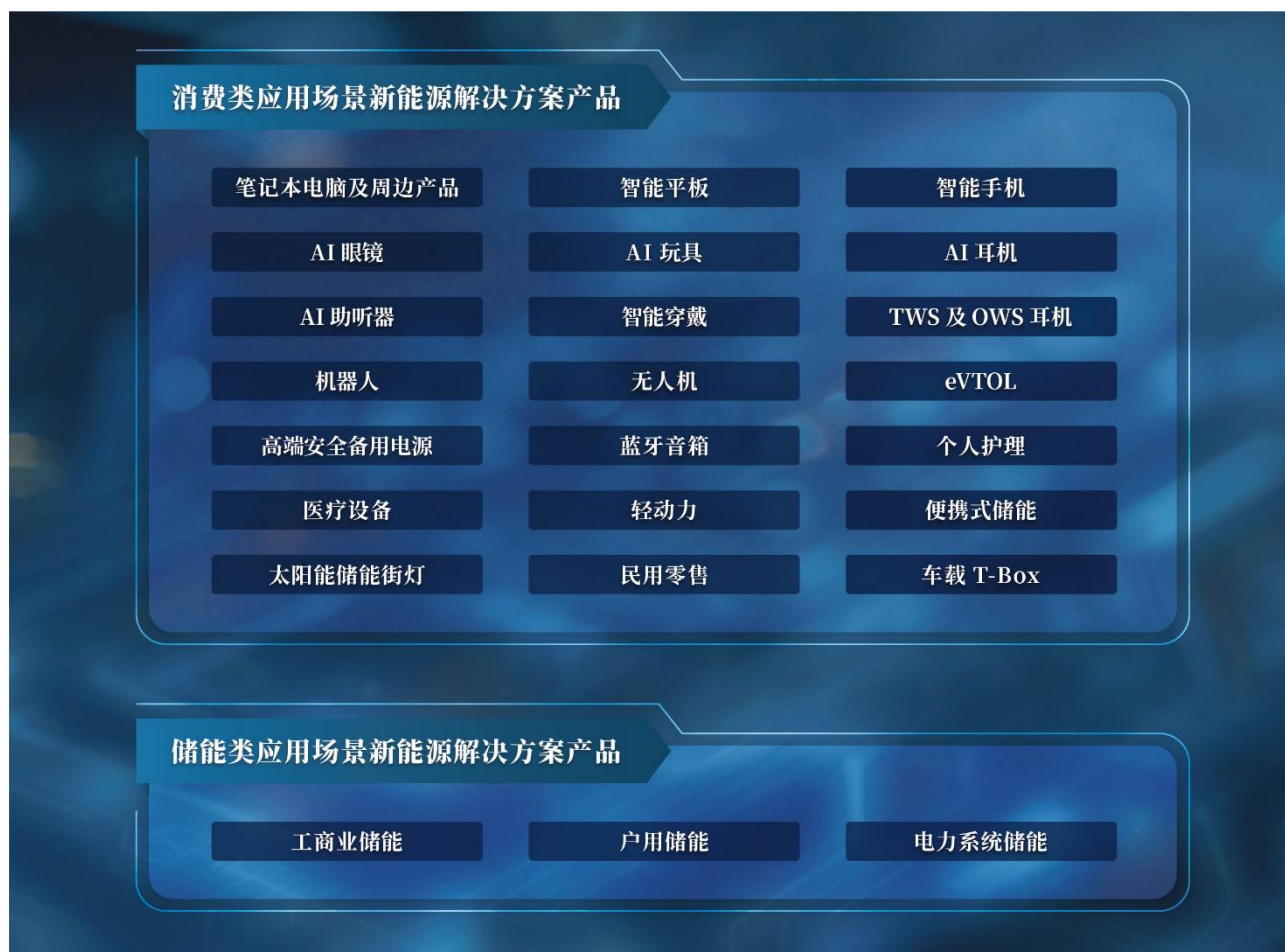 消费类应用场景新能源解决方案产品
笔记本电脑及周边产品 智能平板 智能手机
AI 眼镜 AI 玩具 AI 耳机
AI 助听器 智能穿戴 TWS 及 OWS 耳机
机器人 无人机 eVTOL
高端安全备用电源 蓝牙音箱 个人护理
医疗设备 轻动力 便携式储能
太阳能储能街灯 民用零售 车载 T-Box
储能类应用场景新能源解决方案产品
工商业储能 户用储能 电力系统储能